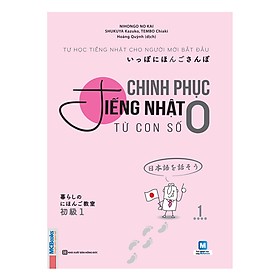 NIHONGO NO KAI
SHUKUYA Kazuko, TEMBO Chiaki
Hoàng Quỳnh (dịch)
TỰ HỌC TIẾNG NHẬT CHO NGƯỜI MỚI BẮT ĐẦU
いっぽにほんごさんぽ
CHINH PHỤC
TIẾNG NHẬT
TỪ CON SỐ 0
日本語を話そう
暮らしの
にほんご教室
初級1
1
MCBooks